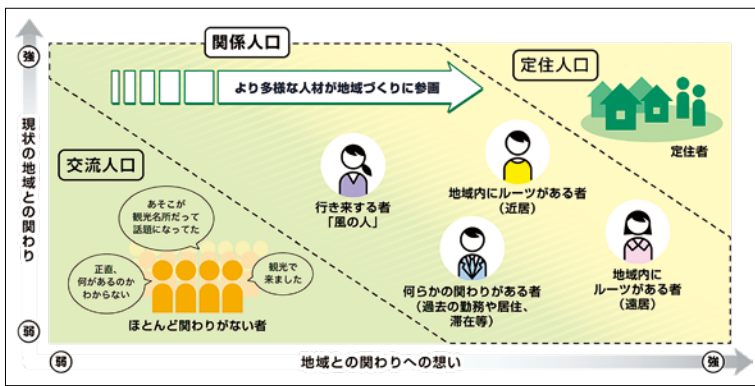 強
現状の地域との関わり
弱
関係人口
より多様な人材が地域づくりに参画
定住人口
定住者
交流人口
あそこが
観光名所だって
話題になってた
正直、
何があるのか
わからない
観光で
来ました
ほとんど関わりがない者
行き来する者
「風の人」
地域内にルーツがある者
(近居)
何らかの関わりがある者
(過去の勤務や居住、
滞在等)
地域内に
ルーツがある者
(遠居)
弱
地域との関わりへの想い
強